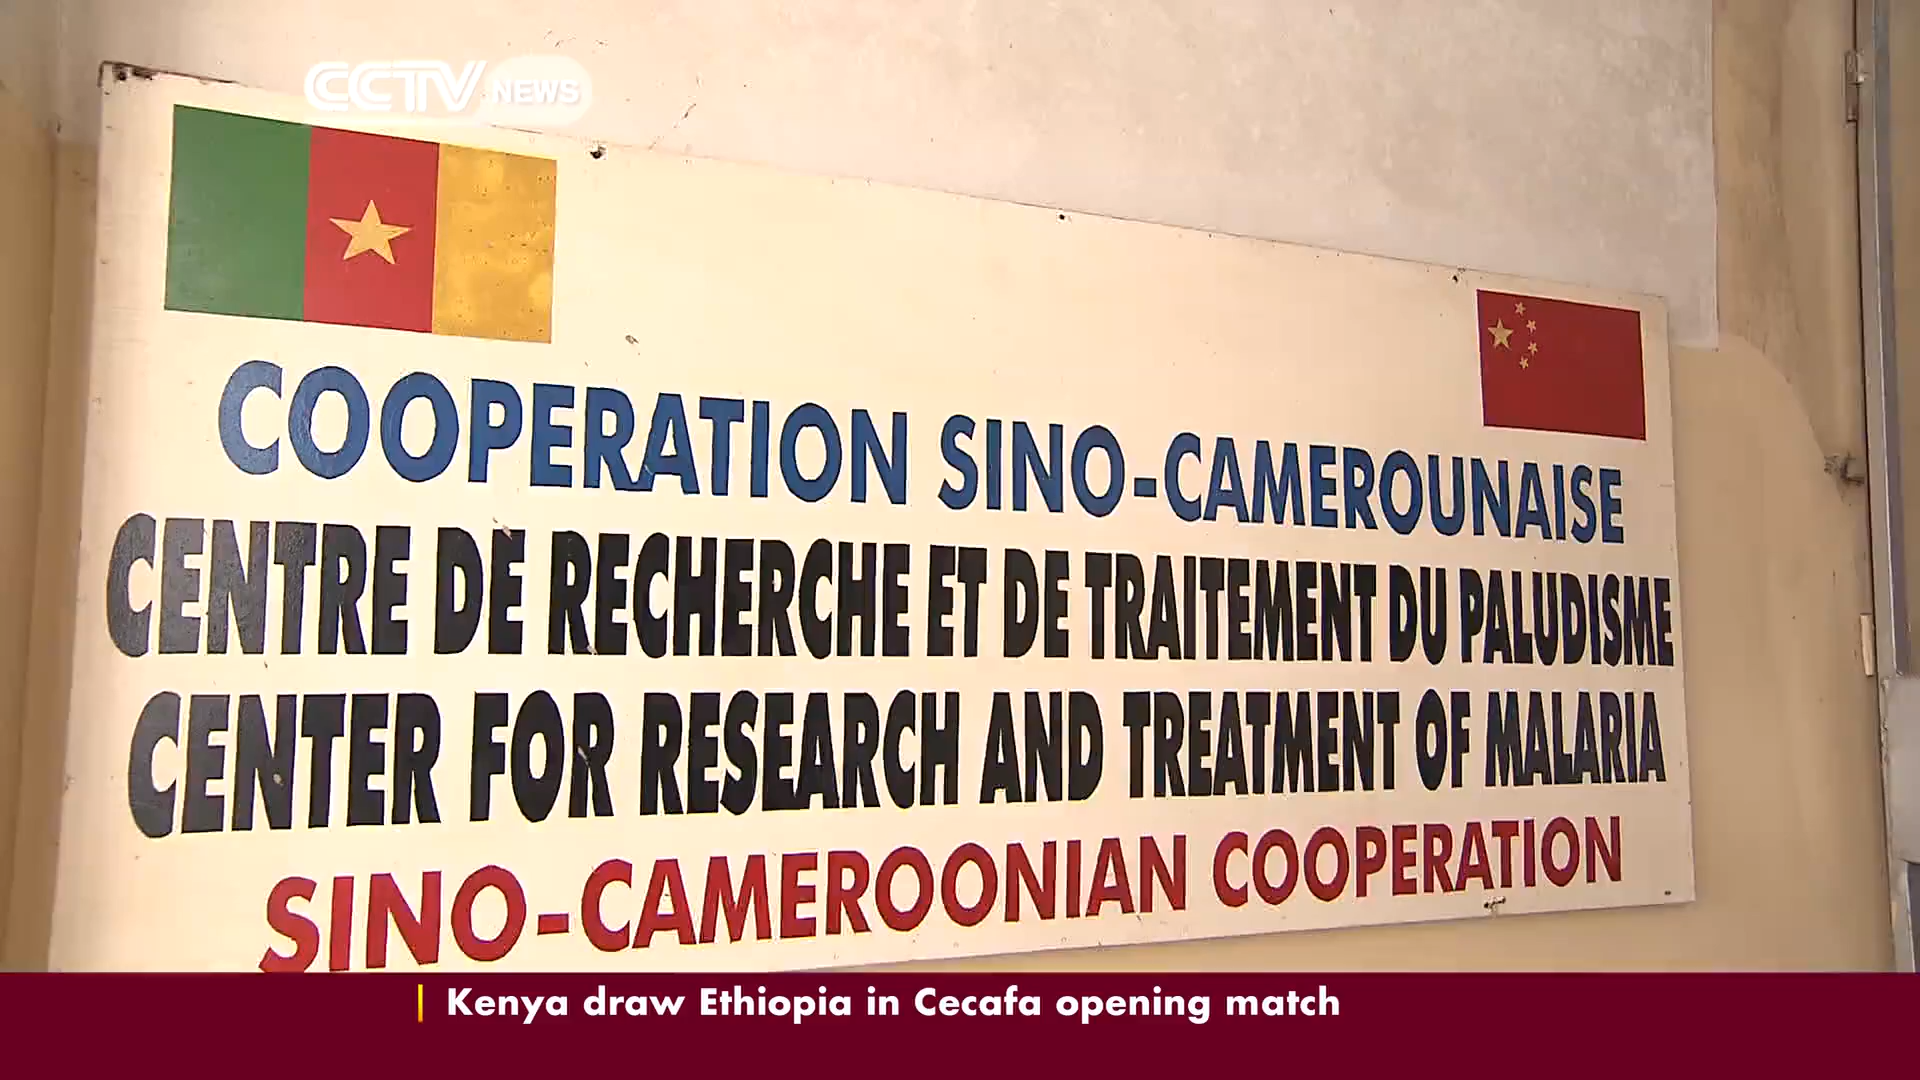 CCTV NEWS
COOPERATION SINO-CAMEROUNAISE
CENTRE DE RECHERCHE ET DE TRAITEMENT DU PALUDISME
CENTER FOR RESEARCH AND TREATMENT OF MALARIA
SINO-CAMEROONIAN COOPERATION
Kenya draw Ethiopia in Cecafa opening match